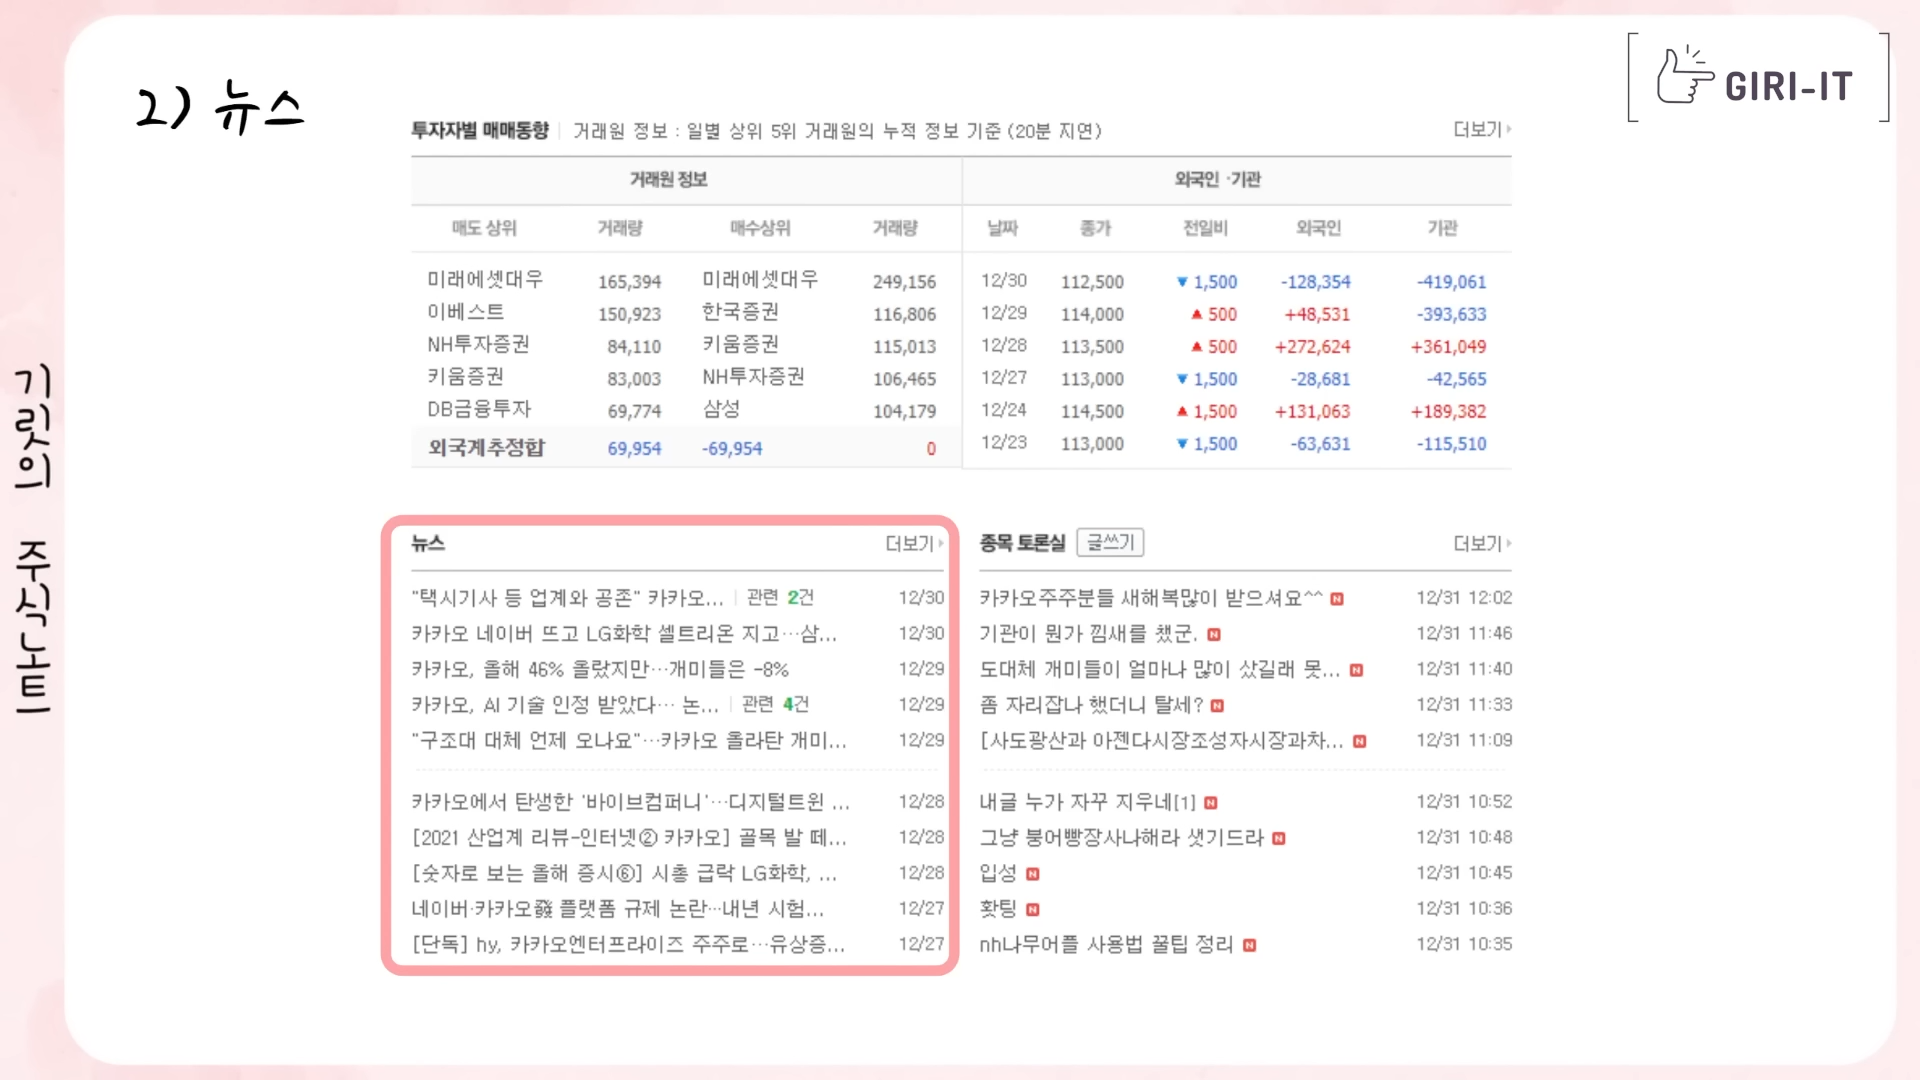 2) 뉴스
GIRI-IT
기릿의 주식노트
투자자별 매매동향 거래원 정보 : 일별 상위 5위 거래원의 누적 정보 기준 (20분 지연) 더보기
거래원 정보 외국인 ·기관
매도 상위 거래량 매수상위 거래량 날짜 종가 전일비 외국인 기관
미래에셋대우 165,394 미래에셋대우 249,156 12/30 112,500 ▼ 1,500 -128,354 -419,061
이베스트 150,923 한국증권 116,806 12/29 114,000 ▲ 500 +48,531 -393,633
NH투자증권 84,110 키움증권 115,013 12/28 113,500 ▲ 500 +272,624 +361,049
키움증권 83,003 NH투자증권 106,465 12/27 113,000 ▼ 1,500 -28,681 -42,565
DB금융투자 69,774 삼성 104,179 12/24 114,500 ▲ 1,500 +131,063 +189,382
외국계추정합 69,954 -69,954 0 12/23 113,000 ▼ 1,500 -63,631 -115,510
뉴스 더보기
"택시기사 등 업계와 공존" 카카오... 관련 2건 12/30
카카오 네이버 뜨고 LG화학 셀트리온 지고…삼... 12/30
카카오, 올해 46% 올랐지만…개미들은 -8% 12/29
카카오, AI 기술 인정 받았다… 논... 관련 4건 12/29
"구조대 대체 언제 오나요"…카카오 올라탄 개미... 12/29
카카오에서 탄생한 '바이브컴퍼니'…디지털트윈 ... 12/28
[2021 산업계 리뷰-인터넷② 카카오] 골목 발 떼... 12/28
[숫자로 보는 올해 증시⑥] 시총 급락 LG화학, ... 12/28
네이버·카카오發 플랫폼 규제 논란…내년 시험... 12/27
[단독] hy, 카카오엔터프라이즈 주주로…유상증... 12/27
종목 토론실 글쓰기 더보기
카카오주주분들 새해복많이 받으셔요^^ N 12/31 12:02
기관이 뭔가 낌새를 챘군. N 12/31 11:46
도대체 개미들이 얼마나 많이 샀길래 못... N 12/31 11:40
좀 자리잡나 했더니 탈세? N 12/31 11:33
[사도광산과 아젠다시장조성자시장과차... N 12/31 11:09
내글 누가 자꾸 지우네[1] N 12/31 10:52
그냥 붕어빵장사나해라 샛기드라 N 12/31 10:48
입성 N 12/31 10:45
홧팅 N 12/31 10:36
nh나무어플 사용법 꿀팁 정리 N 12/31 10:35